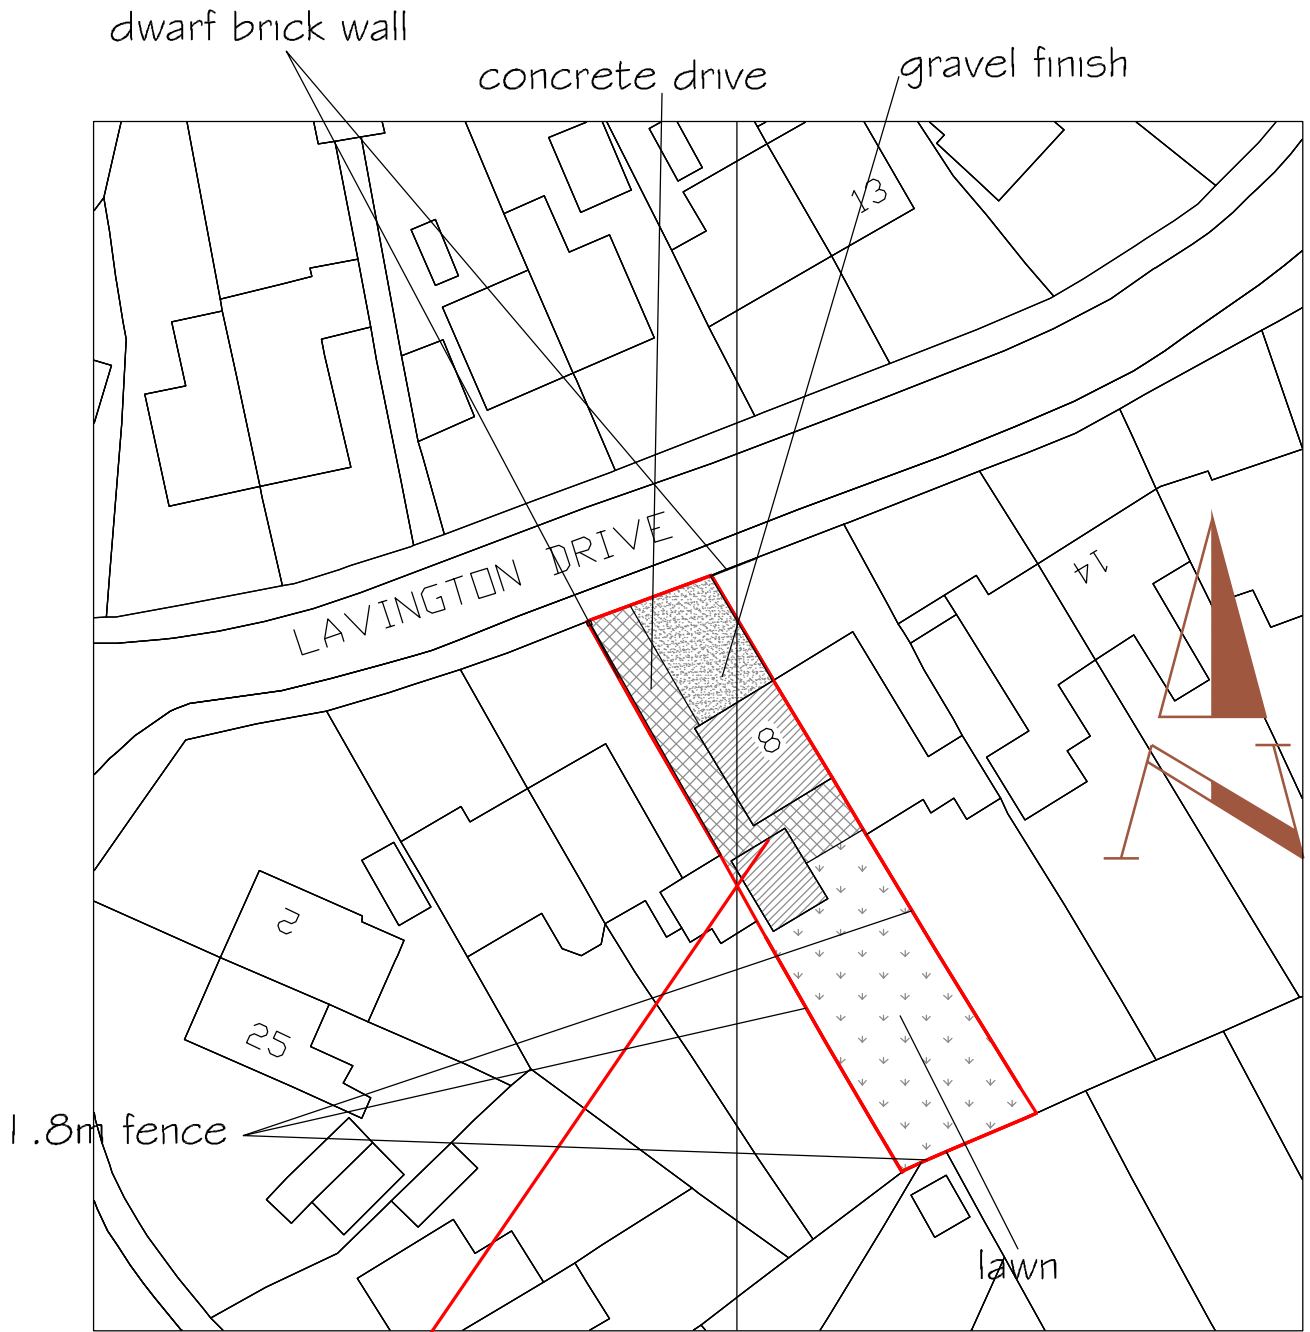 dwarf brick wall
concrete drive
gravel finish
13
LAVINGTON DRIVE
14
8
2
25
1.8m fence
lawn
N